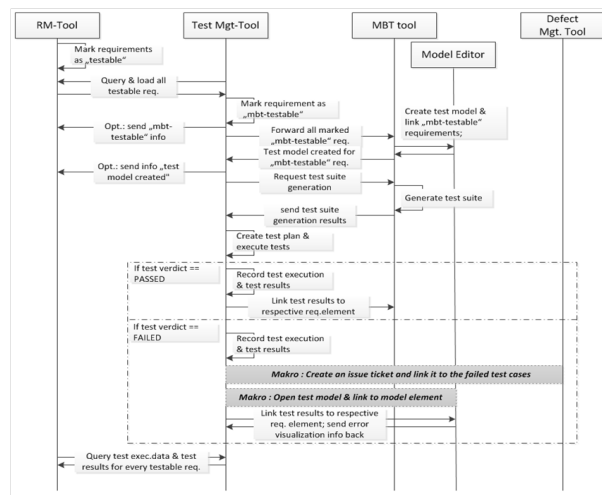 RM-Tool
Test Mgt-Tool
MBT tool
Defect
Mgt. Tool
Model Editor
Mark requirements
as „testable"
Query & load all
testable req.
Mark requirement as
„mbt-testable"
Create test model &
link „mbt-testable"
requirements;
Opt.: send „mbt-
testable" info
Forward all marked
„mbt-testable" req.
Test model created for
„mbt-testable" req.
Opt.: send info „test
model created"
Request test suite
generation
Generate test suite
send test suite
generation results
Create test plan &
execute tests
If test verdict ==
PASSED
Record test execution
& test results
Link test results to
respective req.element
If test verdict ==
FAILED
Record test execution
& test results
Makro : Create an issue ticket and link it to the failed test cases
Makro : Open test model & link to model element
Link test results to respective
req. element; send error
visualization info back
Query test exec.data & test
results for every testable req.